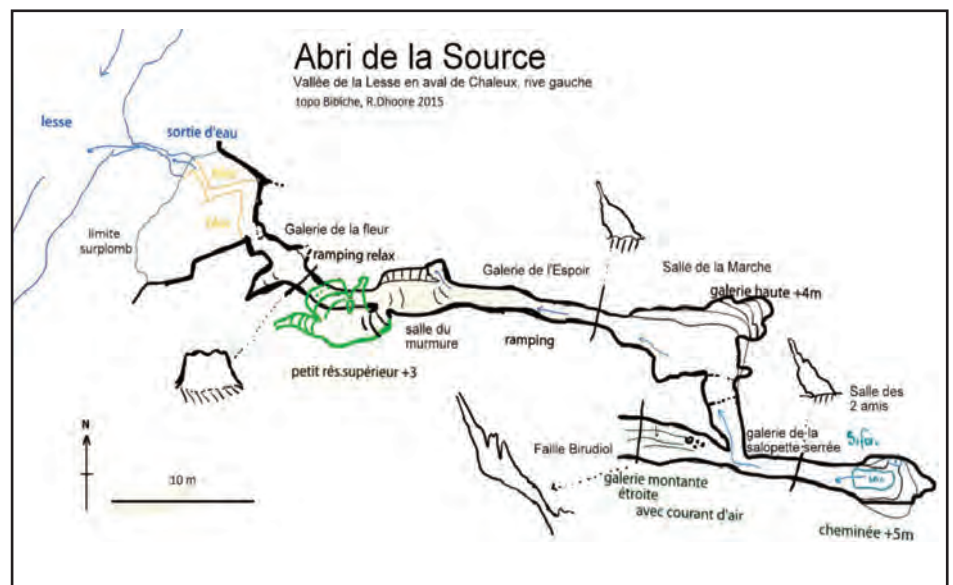 Abri de la Source
Vallée de la Lesse en aval de Chaleux, rive gauche
topo Bibiche, R.Dhoore 2015
lesse
sortie d'eau
limite
surplomb
Galerie de la fleur
ramping relax
Galerie de l'Espoir
Salle de la Marche
galerie haute +4m
salle du
murmure
ramping
petit rés.supérieur +3
Salle des
2 amis
N
10 m
Faille Birudiol
galerie de la
salopette serrée
galerie montante
étroite
avec courant d'air
cheminée +5m